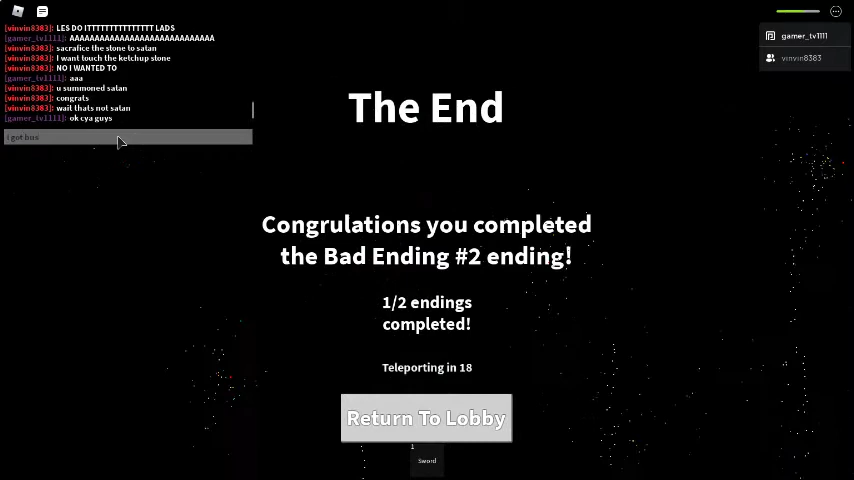 [vinvin8383]: LES DO ITTTTTTTTTTTTTTT LADS
[gamer_tv1111]: AAAAAAAAAAAAAAAAAAAAAAAAAAAA
[vinvin8383]: sacrafice the stone to satan
[vinvin8383]: I want touch the ketchup stone
[vinvin8383]: NO I WANTED TO
[gamer_tv1111]: aaa
[vinvin8383]: u summoned satan
[vinvin8383]: congrats
[vinvin8383]: wait thats not satan
[gamer_tv1111]: ok cya guys
i got
gamer_tv1111
vinvin8383
The End
Congrulations you completed
the Bad Ending #2 ending!
1/2 endings
completed!
Teleporting in 18
Return To Lobby
1
Sword